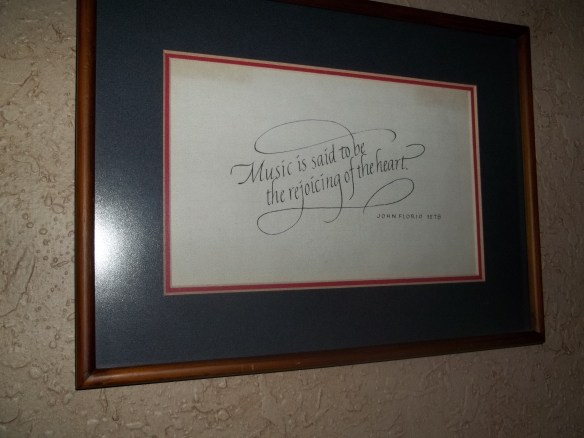 Music is said to be
the rejoicing of the heart.
JOHN FLORIO 1578